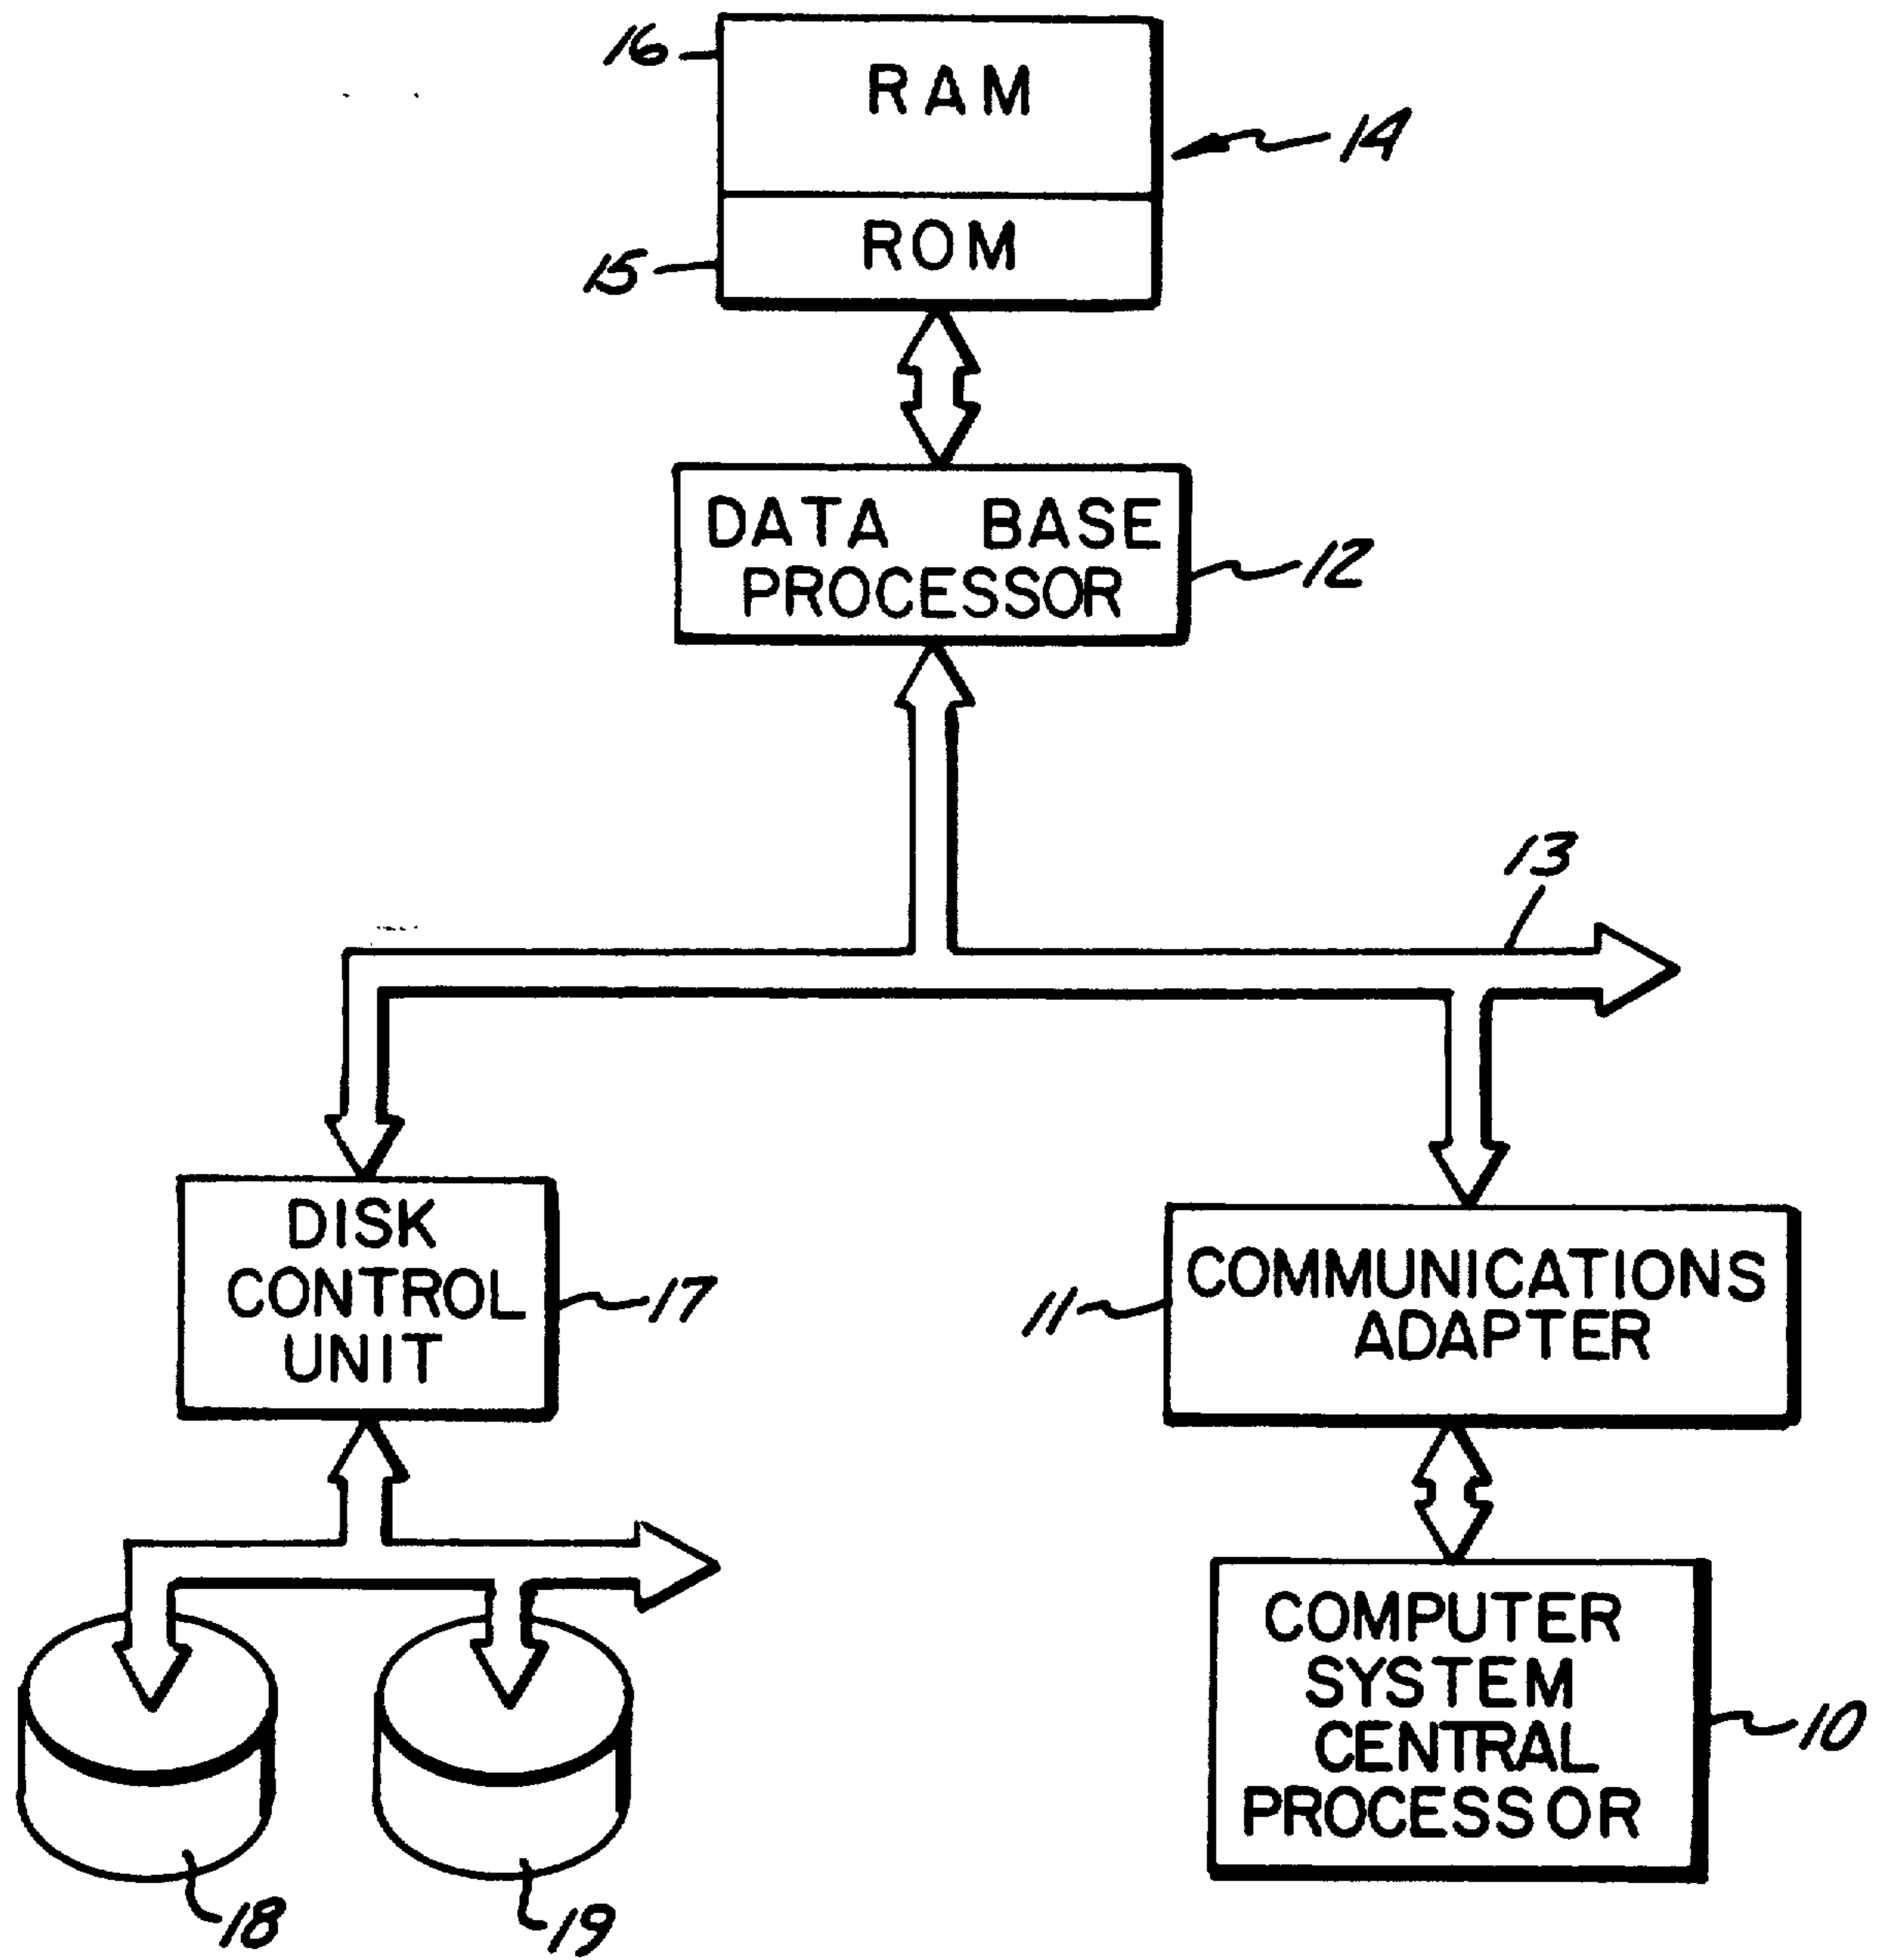 16
RAM
14
ROM
15
DATA BASE
PROCESSOR
12
13
DISK
CONTROL
UNIT
17
11
COMMUNICATIONS
ADAPTER
COMPUTER
SYSTEM
CENTRAL
PROCESSOR
10
18
19